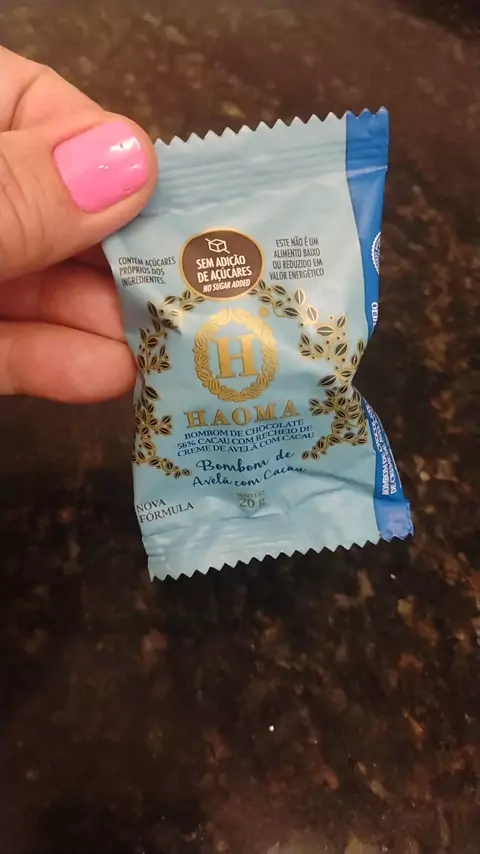 CONTÉM AÇÚCARES
PRÓPRIOS DOS
INGREDIENTES.
SEM ADIÇÃO
DE AÇÚCARES
NO SUGAR ADDED
ESTE NÃO É UM
ALIMENTO BAIXO
OU REDUZIDO EM
VALOR ENERGÉTICO
H
HAOMA
BOMBOM DE CHOCOLATE
56% CACAU COM RECHEIO DE
CREME DE AVELÃ COM CACAU
Bombom de
Avelã com Cacau
20 g
NOVA
FÓRMULA
BOMBOM DE